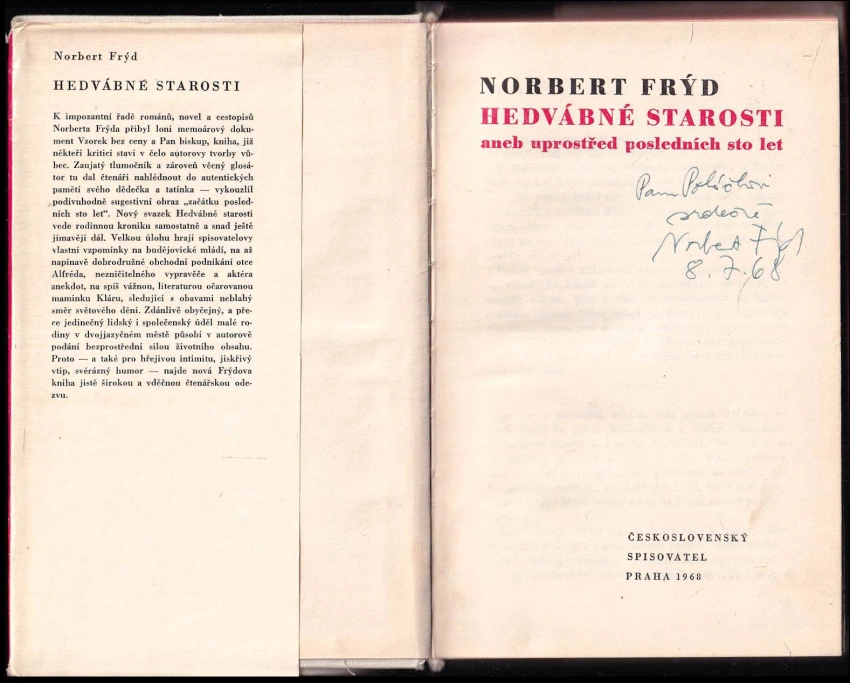 Norbert Frýd
HEDVÁBNÉ STAROSTI
K impozantní řadě románů, novel a cestopisů
Norberta Frýda přibyl loni memoárový doku-
ment Vzorek bez ceny a Pan biskup, kniha, již
někteří kritici staví v čelo autorovy tvorby vů-
bec. Zaujatý tlumočník a zároveň věcný glosá-
tor tu dal čtenáři nahlédnout do autentických
pamětí svého dědečka a tatínka — vykouzlil
podivuhodně sugestivní obraz „začátku posled-
ních sto let“. Nový svazek Hedvábné starosti
vede rodinnou kroniku samostatně a snad ještě
jímavěji dál. Velkou úlohu hrají spisovatelovy
vlastní vzpomínky na budějovické mládí, na až
napínavě dobrodružné obchodní podnikání otce
Alfréda, nezničitelného vypravěče a aktéra
anekdot, na spíš vážnou, literaturou očarovanou
maminku Kláru, sledující s obavami neblahý
směr světového dění. Zdánlivě obyčejný, a pře-
ce jedinečný lidský i společenský úděl malé ro-
diny v dvojjazyčném městě působí v autorově
podání bezprostřední silou životního obsahu.
Proto — a také pro hřejivou intimitu, jiskřivý
vtip, svérázný humor — najde nová Frýdova
kniha jistě širokou a vděčnou čtenářskou ode-
zvu.
NORBERT FRÝD
HEDVÁBNÉ STAROSTI
aneb uprostřed posledních sto let
Panu
srdečně
Norbert Frýd
8. 7. 68
ČESKOSLOVENSKÝ
SPISOVATEL
PRAHA 1968